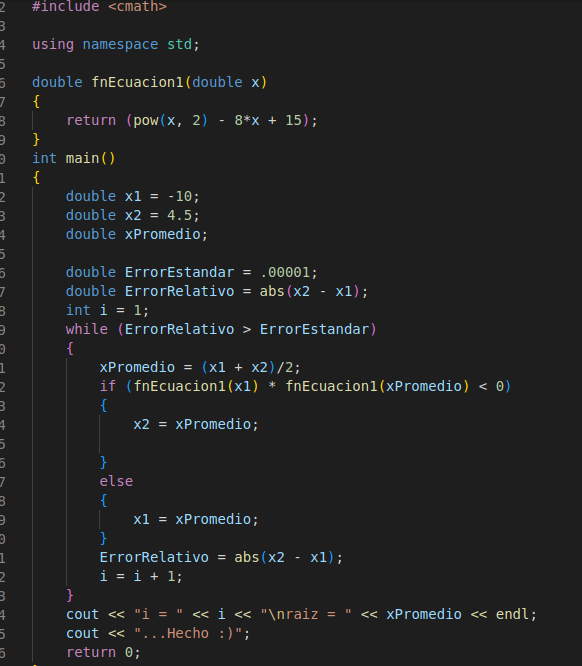 2 #include <cmath>
3
4 using namespace std;
5
6 double fnEcuacion1(double x)
7 {
8     return (pow(x, 2) - 8*x + 15);
9 }
0 int main()
1 {
2     double x1 = -10;
3     double x2 = 4.5;
4     double xPromedio;
5
6     double ErrorEstandar = .00001;
7     double ErrorRelativo = abs(x2 - x1);
8     int i = 1;
9     while (ErrorRelativo > ErrorEstandar)
0     {
1         xPromedio = (x1 + x2)/2;
2         if (fnEcuacion1(x1) * fnEcuacion1(xPromedio) < 0)
3         {
4             x2 = xPromedio;
5
6         }
7         else
8         {
9             x1 = xPromedio;
0         }
1         ErrorRelativo = abs(x2 - x1);
2         i = i + 1;
3     }
4     cout << "i = " << i << "\nraiz = " << xPromedio << endl;
5     cout << "...Hecho :)";
6     return 0;